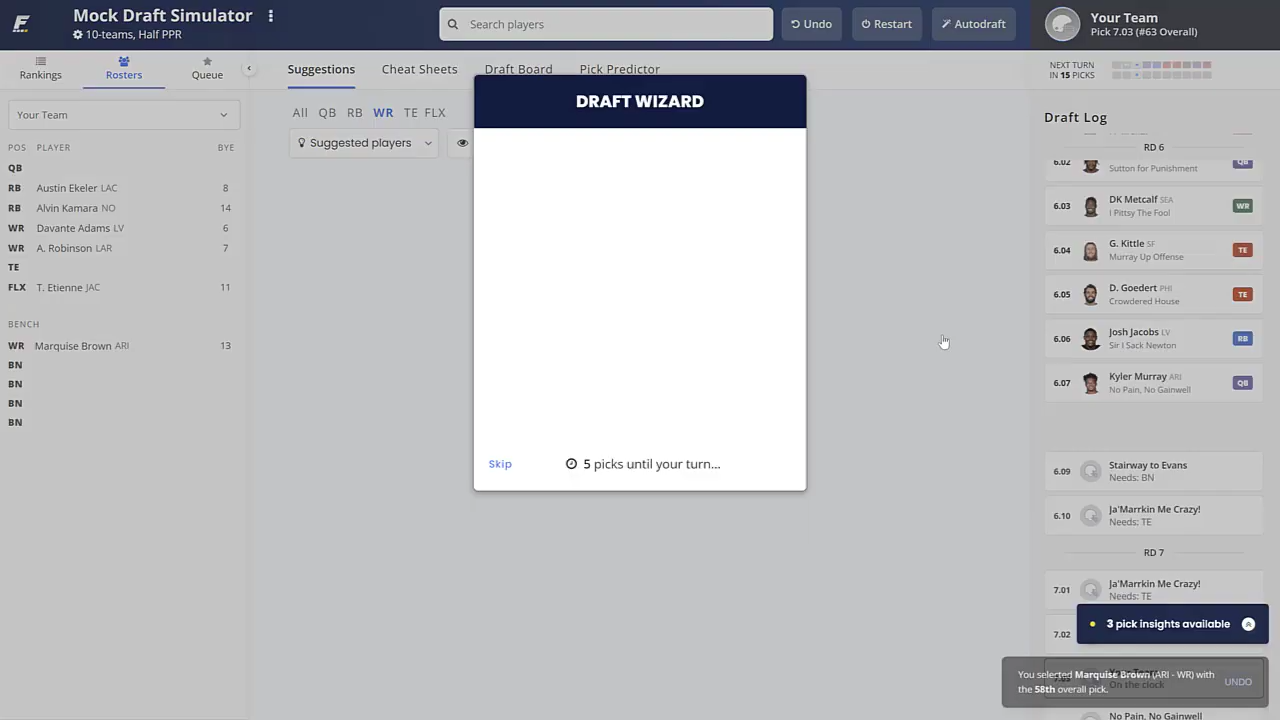 Mock Draft Simulator
10-teams, Half PPR
Search players
Undo
Restart
Autodraft
Your Team
Pick 7.03 (#63 Overall)
Rankings
Rosters
Queue
Suggestions
Cheat Sheets
Draft Board
Pick Predictor
NEXT TURN
IN 15 PICKS
Your Team
POS PLAYER BYE
QB
RB Austin Ekeler LAC 8
RB Alvin Kamara NO 14
WR Davante Adams LV 6
WR A. Robinson LAR 7
TE
FLX T. Etienne JAC 11
BENCH
WR Marquise Brown ARI 13
BN
BN
BN
BN
All QB RB WR TE FLX
Suggested players
DRAFT WIZARD
Skip
5 picks until your turn...
Draft Log
RD 6
6.02 Sutton for Punishment QB
6.03 DK Metcalf SEA WR
I Pittsy The Fool
6.04 G. Kittle SF TE
Murray Up Offense
6.05 D. Goedert PHI TE
Crowdered House
6.06 Josh Jacobs LV RB
Sir I Sack Newton
6.07 Kyler Murray ARI QB
No Pain, No Gainwell
6.09 Stairway to Evans
Needs: BN
6.10 Ja'Marrkin Me Crazy!
Needs: TE
RD 7
7.01 Ja'Marrkin Me Crazy!
Needs: TE
7.02
3 pick insights available
Your Team
On the clock
You selected Marquise Brown (ARI - WR) with
the 58th overall pick.
UNDO
No Pain, No Gainwell